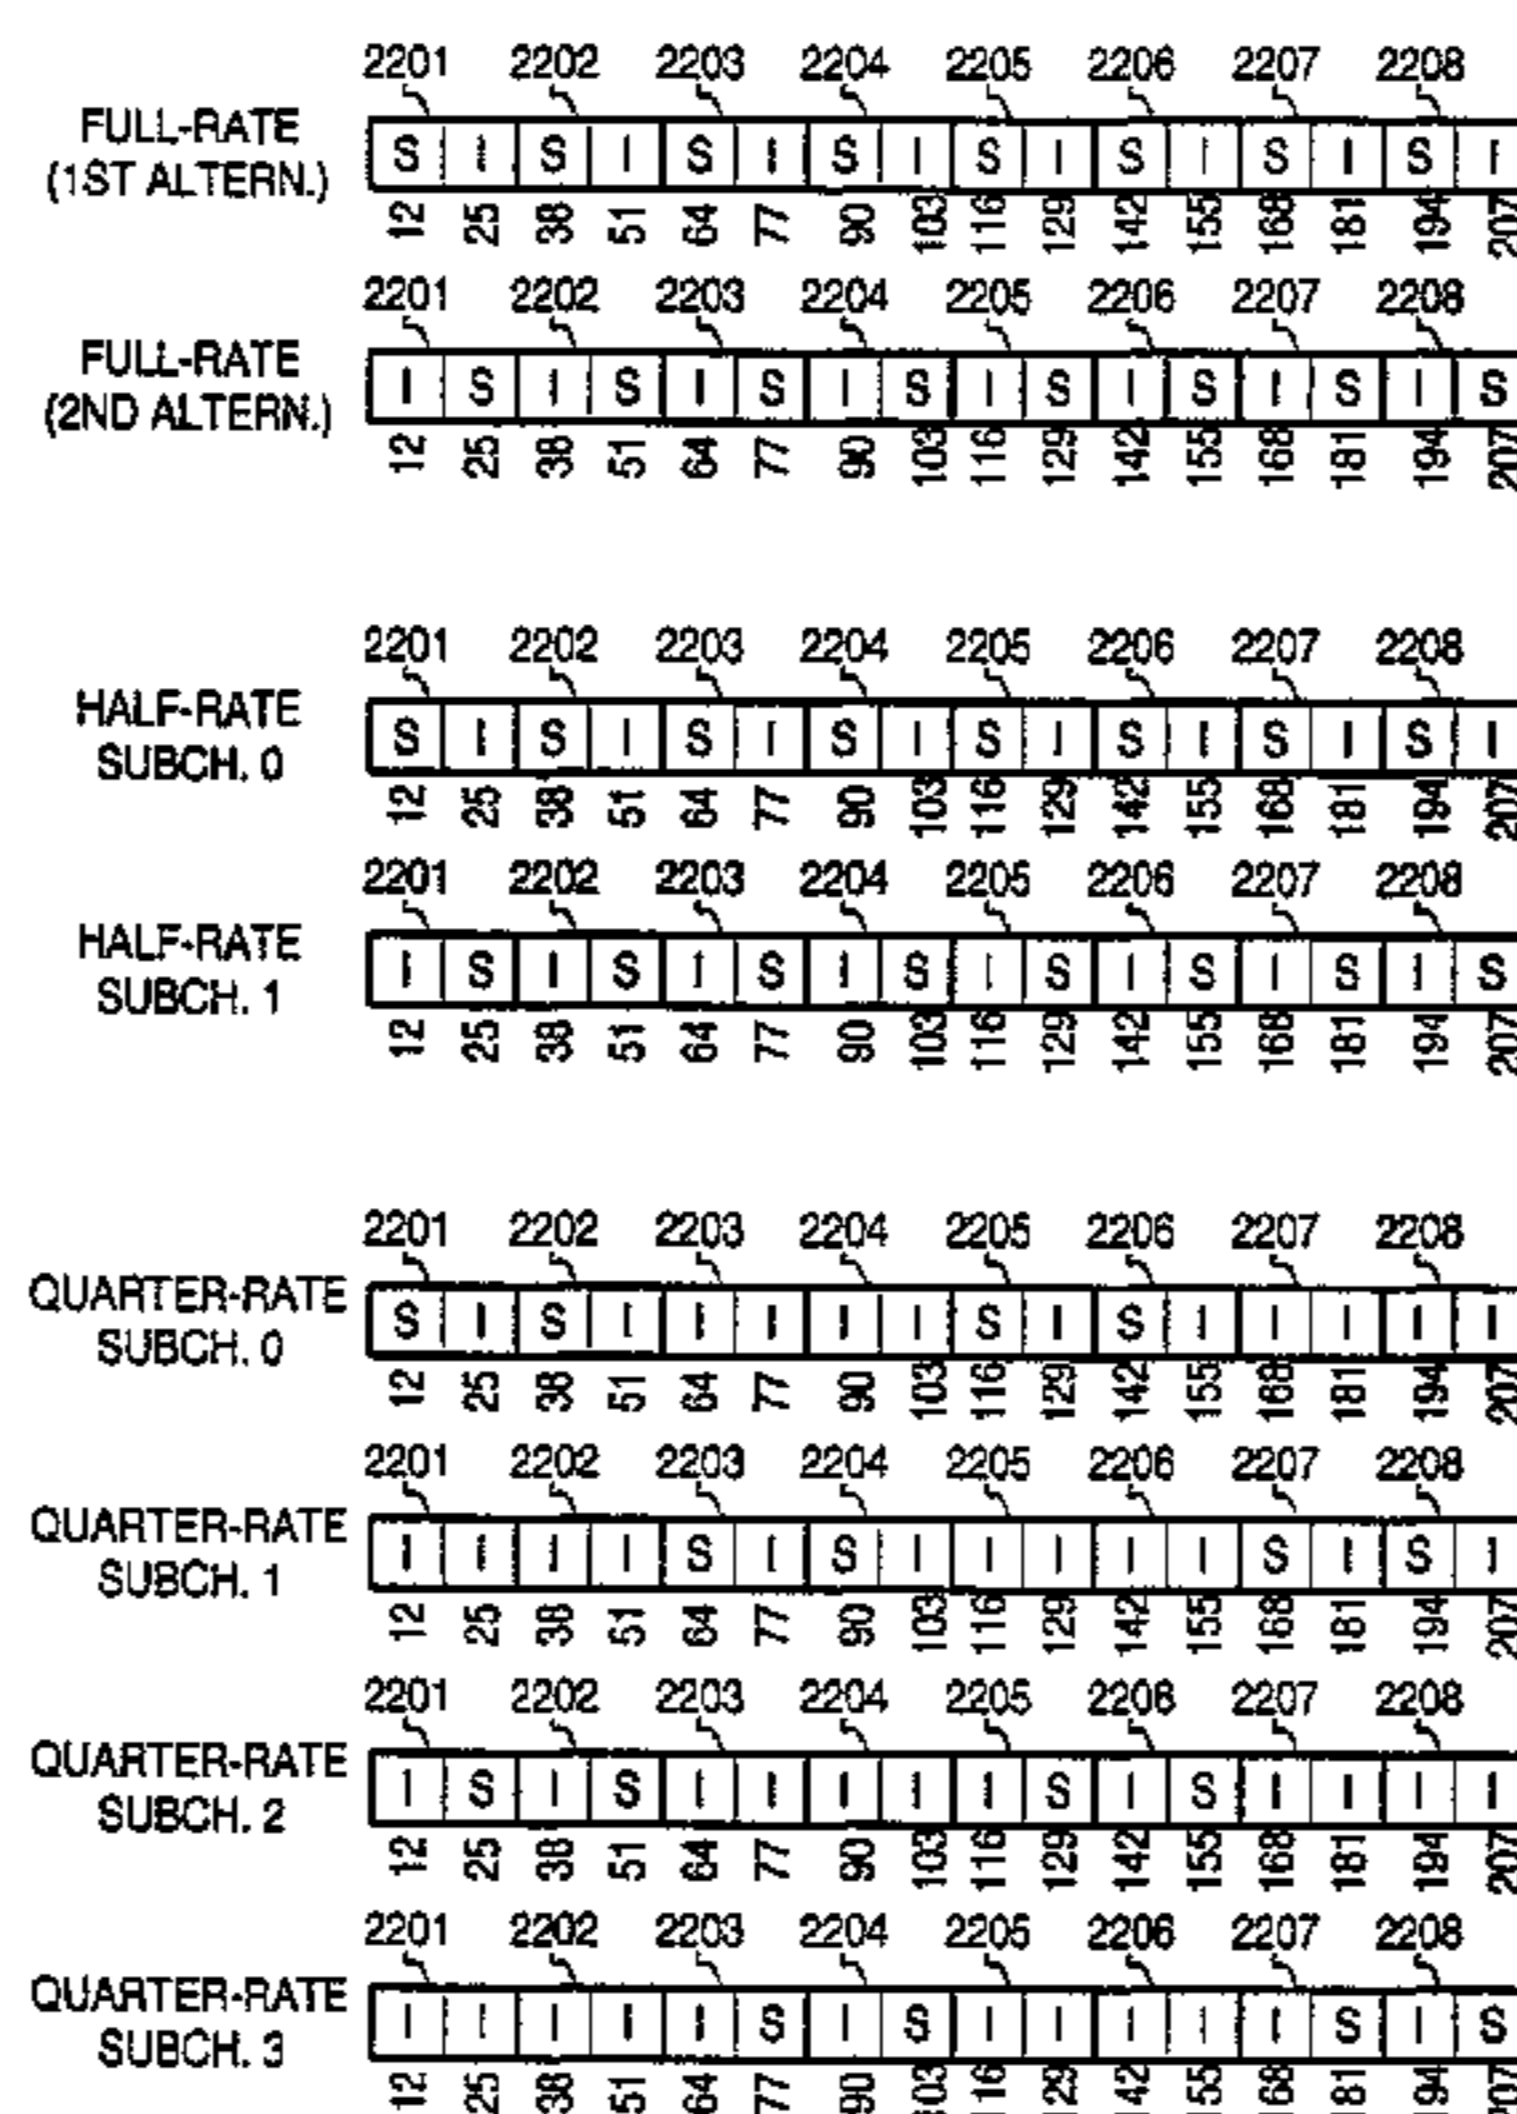 2201 2202 2203 2204 2205 2206 2207 2208
FULL-RATE
(1ST ALTERN.)
S I S I S I S I S I S I S I S I
12 25 38 51 64 77 90 103 116 129 142 155 168 181 194 207
2201 2202 2203 2204 2205 2206 2207 2208
FULL-RATE
(2ND ALTERN.)
I S I S I S I S I S I S I S I S
12 25 38 51 64 77 90 103 116 129 142 155 168 181 194 207
2201 2202 2203 2204 2205 2206 2207 2208
HALF-RATE
SUBCH. 0
S I S I S I S I S I S I S I S I
12 25 38 51 64 77 90 103 116 129 142 155 168 181 194 207
2201 2202 2203 2204 2205 2206 2207 2208
HALF-RATE
SUBCH. 1
I S I S I S I S I S I S I S I S
12 25 38 51 64 77 90 103 116 129 142 155 168 181 194 207
2201 2202 2203 2204 2205 2206 2207 2208
QUARTER-RATE
SUBCH. 0
S I S I I I I I S I S I I I I I
12 25 38 51 64 77 90 103 116 129 142 155 168 181 194 207
2201 2202 2203 2204 2205 2206 2207 2208
QUARTER-RATE
SUBCH. 1
I I I I S I S I I I I I S I S I
12 25 38 51 64 77 90 103 116 129 142 155 168 181 194 207
2201 2202 2203 2204 2205 2206 2207 2208
QUARTER-RATE
SUBCH. 2
I S I S I I I I I S I S I I I I
12 25 38 51 64 77 90 103 116 129 142 155 168 181 194 207
2201 2202 2203 2204 2205 2206 2207 2208
QUARTER-RATE
SUBCH. 3
I I I I I S I S I I I I I S I S
12 25 38 51 64 77 90 103 116 129 142 155 168 181 194 207